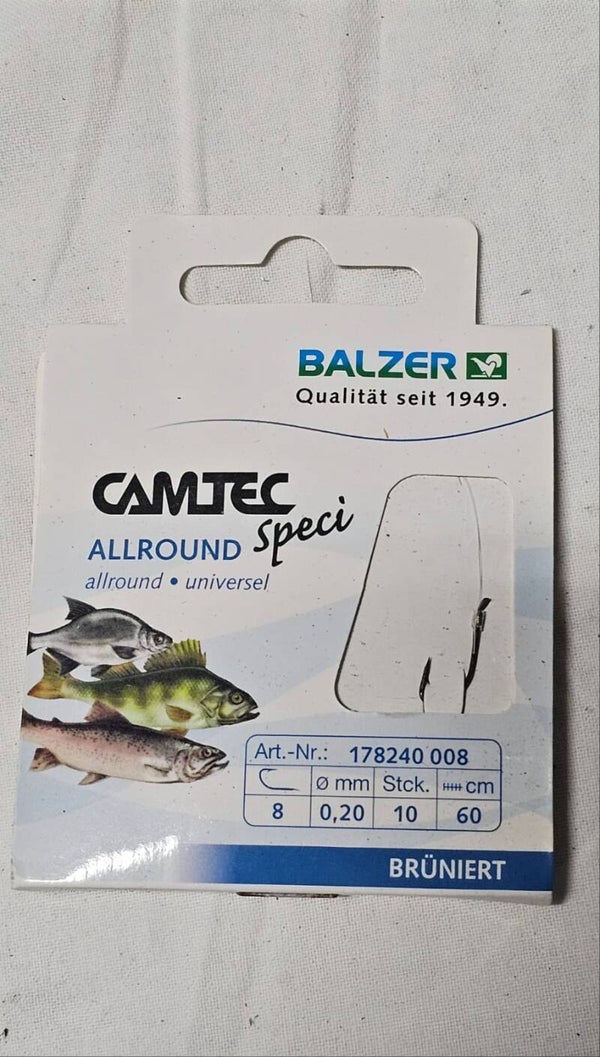 BALZER
Qualität seit 1949.
CAMTEC
speci
ALLROUND
allround • universel
Art.-Nr.: 178240 008
Ø mm Stck. cm
8 0,20 10 60
BRÜNIERT